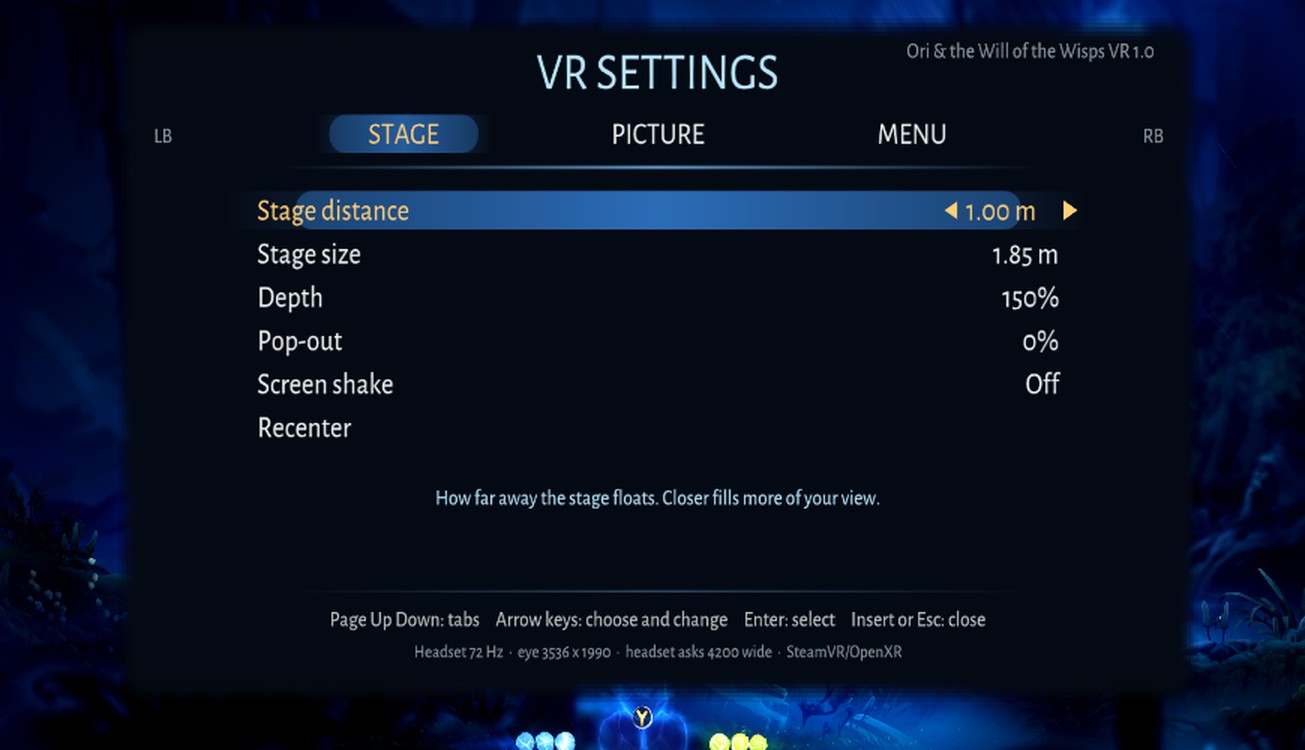 Ori & the Will of the Wisps VR 1.0
VR SETTINGS
LB STAGE PICTURE MENU RB
Stage distance 1.00 m
Stage size 1.85 m
Depth 150%
Pop-out 0%
Screen shake Off
Recenter
How far away the stage floats. Closer fills more of your view.
Page Up Down: tabs Arrow keys: choose and change Enter: select Insert or Esc: close
Headset 72 Hz · eye 3536 x 1990 · headset asks 4200 wide · SteamVR/OpenXR
Y